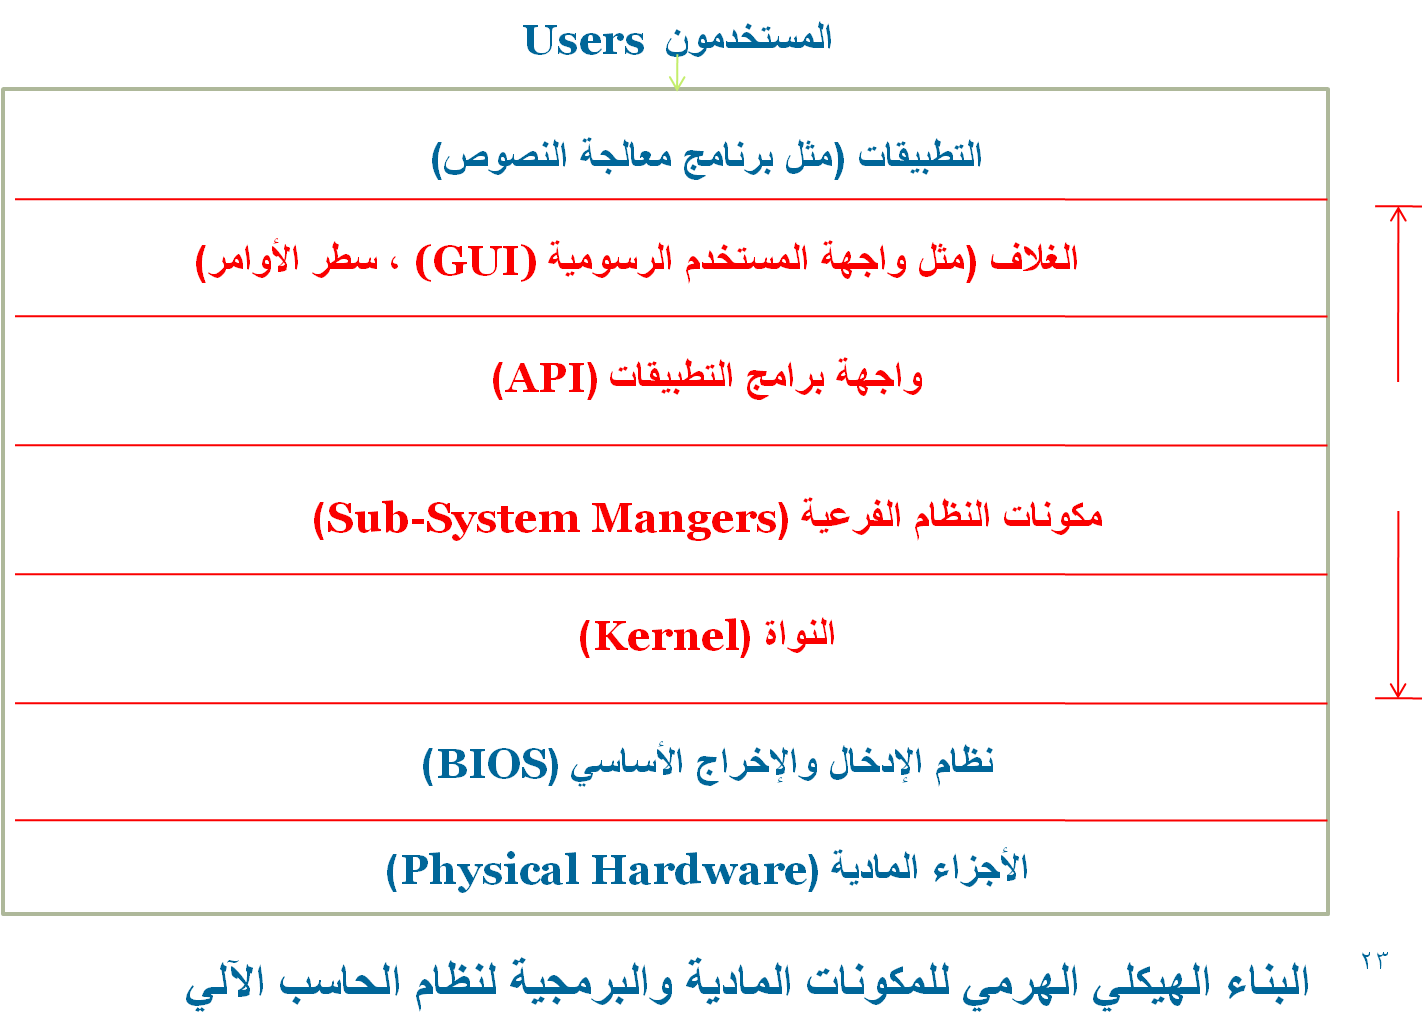 المستخدمون Users
التطبيقات (مثل برنامج معالجة النصوص)
الغلاف (مثل واجهة المستخدم الرسومية (GUI) ، سطر الأوامر)
واجهة برامج التطبيقات (API)
مكونات النظام الفرعية (Sub-System Mangers)
النواة (Kernel)
نظام الإدخال والإخراج الأساسي (BIOS)
الأجزاء المادية (Physical Hardware)
٢٣
البناء الهيكلي الهرمي للمكونات المادية والبرمجية لنظام الحاسب الآلي